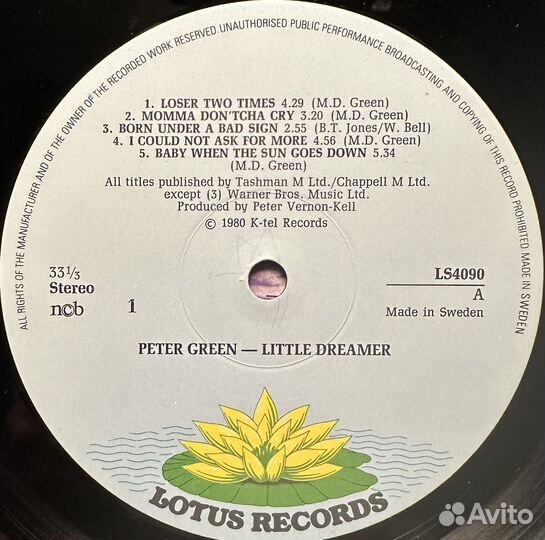 ALL RIGHTS OF THE MANUFACTURER AND OF THE OWNER OF THE RECORDED WORK RESERVED. UNAUTHORISED PUBLIC PERFORMANCE BROADCASTING AND COPYING OF THIS RECORD PROHIBITED MADE IN SWEDEN
1. LOSER TWO TIMES 4.29 (M.D. Green)
2. MOMMA DON'TCHA CRY 3.20 (M.D. Green)
3. BORN UNDER A BAD SIGN 2.55 (B.T. Jones/W. Bell)
4. I COULD NOT ASK FOR MORE 4.56 (M.D. Green)
5. BABY WHEN THE SUN GOES DOWN 5.34
(M.D. Green)
All titles published by Tashman M Ltd./Chappell M Ltd.
except (3) Warner Bros. Music Ltd.
Produced by Peter Vernon-Kell
© 1980 K-tel Records
33⅓
Stereo
ncb 1
LS4090
A
Made in Sweden
PETER GREEN — LITTLE DREAMER
LOTUS RECORDS
Avito